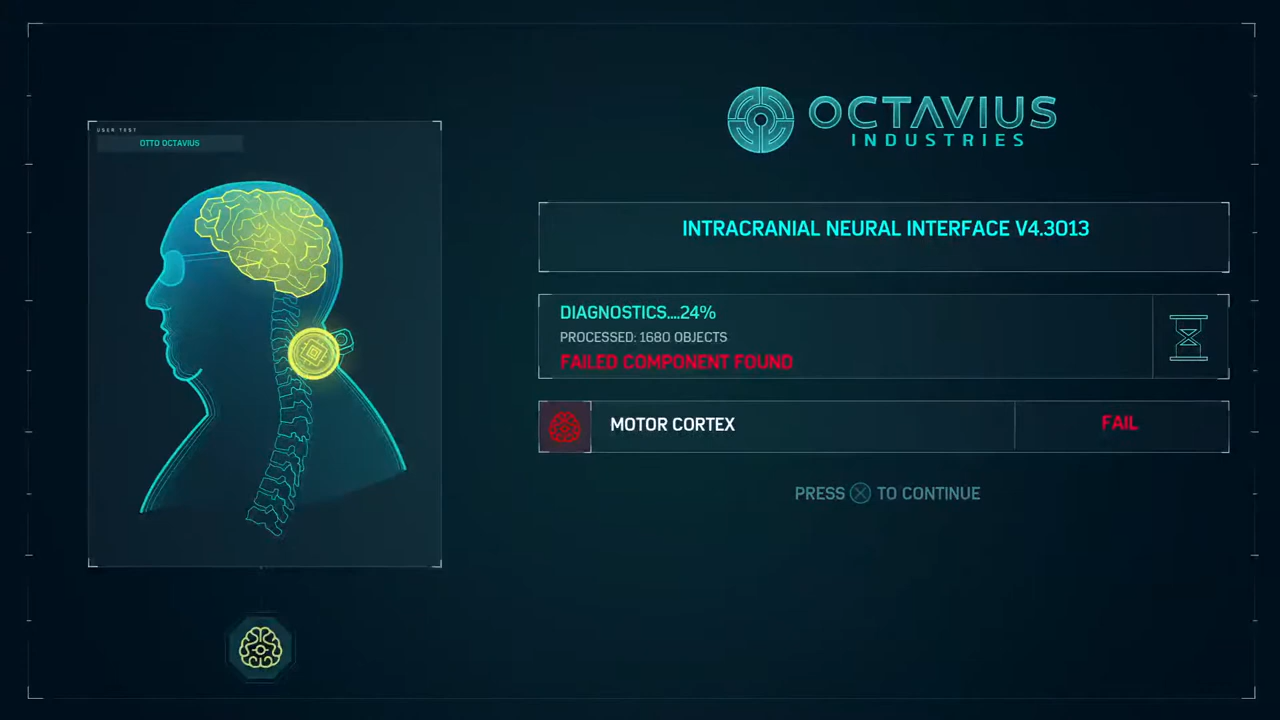 USER TEST
OTTO OCTAVIUS
OCTAVIUS
INDUSTRIES
INTRACRANIAL NEURAL INTERFACE V4.3013
DIAGNOSTICS....24%
PROCESSED: 1680 OBJECTS
FAILED COMPONENT FOUND
MOTOR CORTEX FAIL
PRESS TO CONTINUE